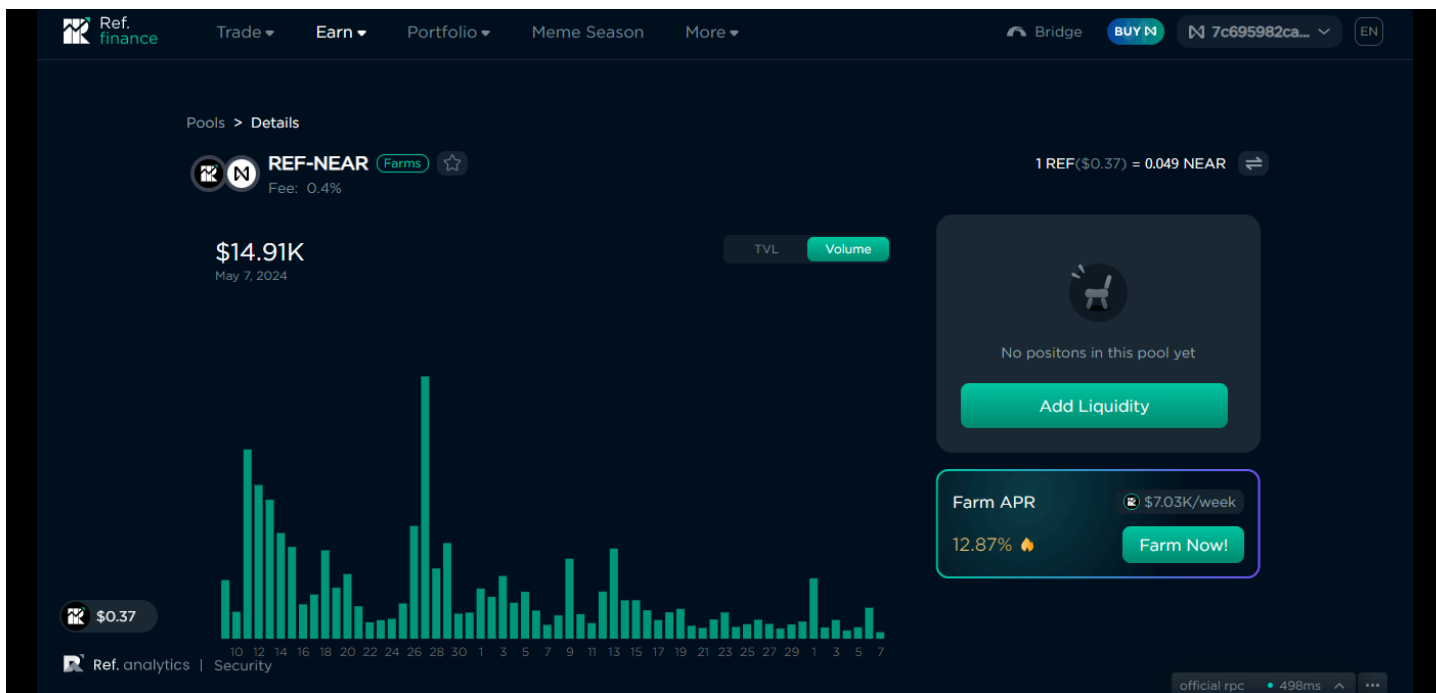 Ref.
finance
Trade
Earn
Portfolio
Meme Season
More
Bridge
BUY
7c695982ca...
EN
Pools > Details
REF-NEAR Farms
Fee: 0.4%
1 REF($0.37) = 0.049 NEAR
$14.91K
May 7, 2024
TVL
Volume
No positons in this pool yet
Add Liquidity
Farm APR
$7.03K/week
12.87%
Farm Now!
$0.37
10 12 14 16 18 20 22 24 26 28 30 1 3 5 7 9 11 13 15 17 19 21 23 25 27 29 1 3 5 7
Ref. analytics | Security
official rpc • 498ms ...